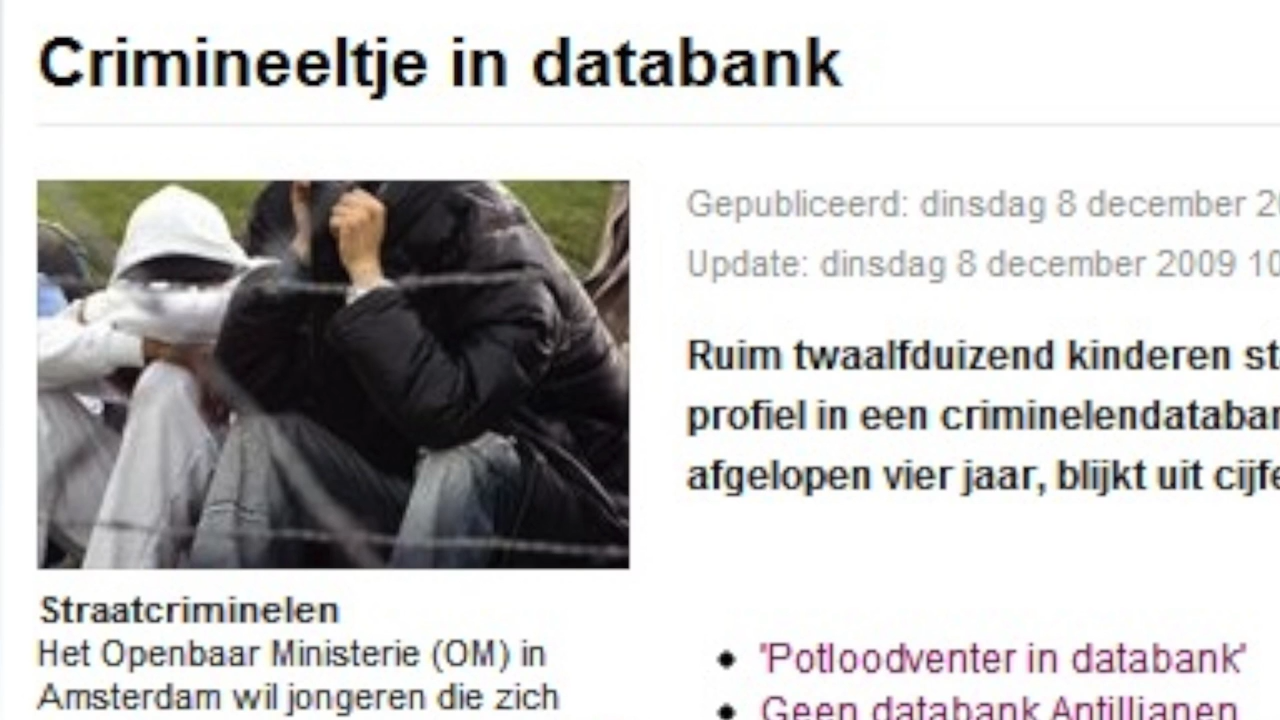 Crimineeltje in databank
Gepubliceerd: dinsdag 8 december
Update: dinsdag 8 december 2009 10
Ruim twaalfduizend kinderen
profiel in een
afgelopen vier jaar, blijkt uit
Straatcriminelen
Het Openbaar Ministerie (OM) in
Amsterdam wil jongeren die zich
'Potloodventer in databank'
Geen databank Antillianen